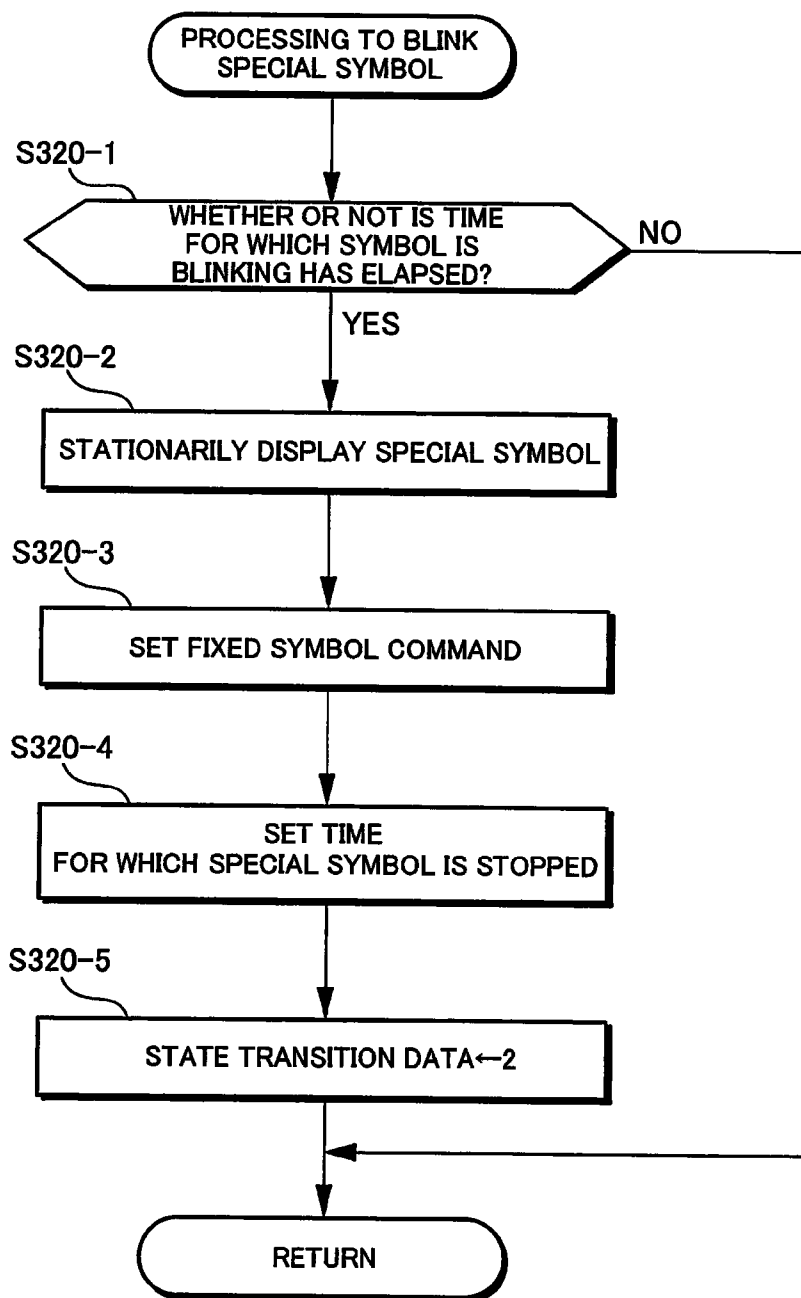 PROCESSING TO BLINK
SPECIAL SYMBOL
S320-1
WHETHER OR NOT IS TIME
FOR WHICH SYMBOL IS
BLINKING HAS ELAPSED?
NO
YES
S320-2
STATIONARILY DISPLAY SPECIAL SYMBOL
S320-3
SET FIXED SYMBOL COMMAND
S320-4
SET TIME
FOR WHICH SPECIAL SYMBOL IS STOPPED
S320-5
STATE TRANSITION DATA←2
RETURN